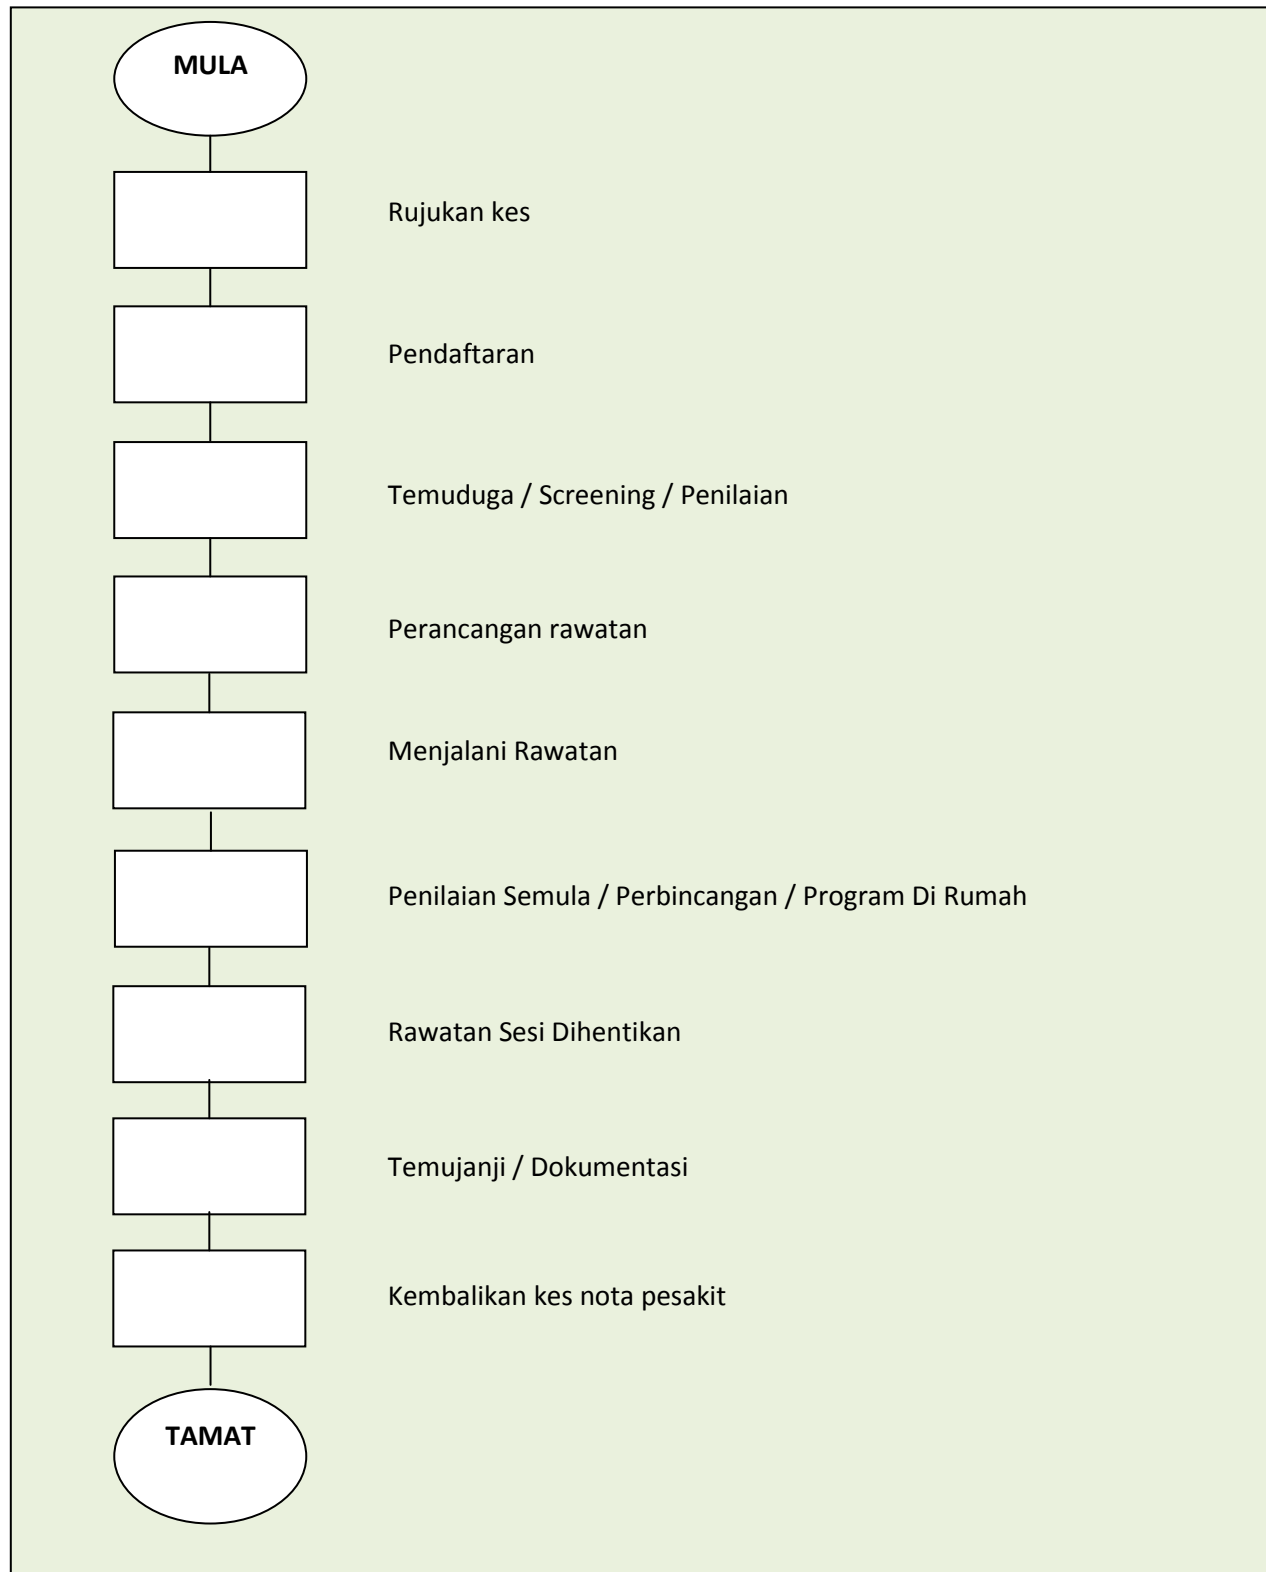 MULA
Rujukan kes
Pendaftaran
Temuduga / Screening / Penilaian
Perancangan rawatan
Menjalani Rawatan
Penilaian Semula / Perbincangan / Program Di Rumah
Rawatan Sesi Dihentikan
Temujanji / Dokumentasi
Kembalikan kes nota pesakit
TAMAT